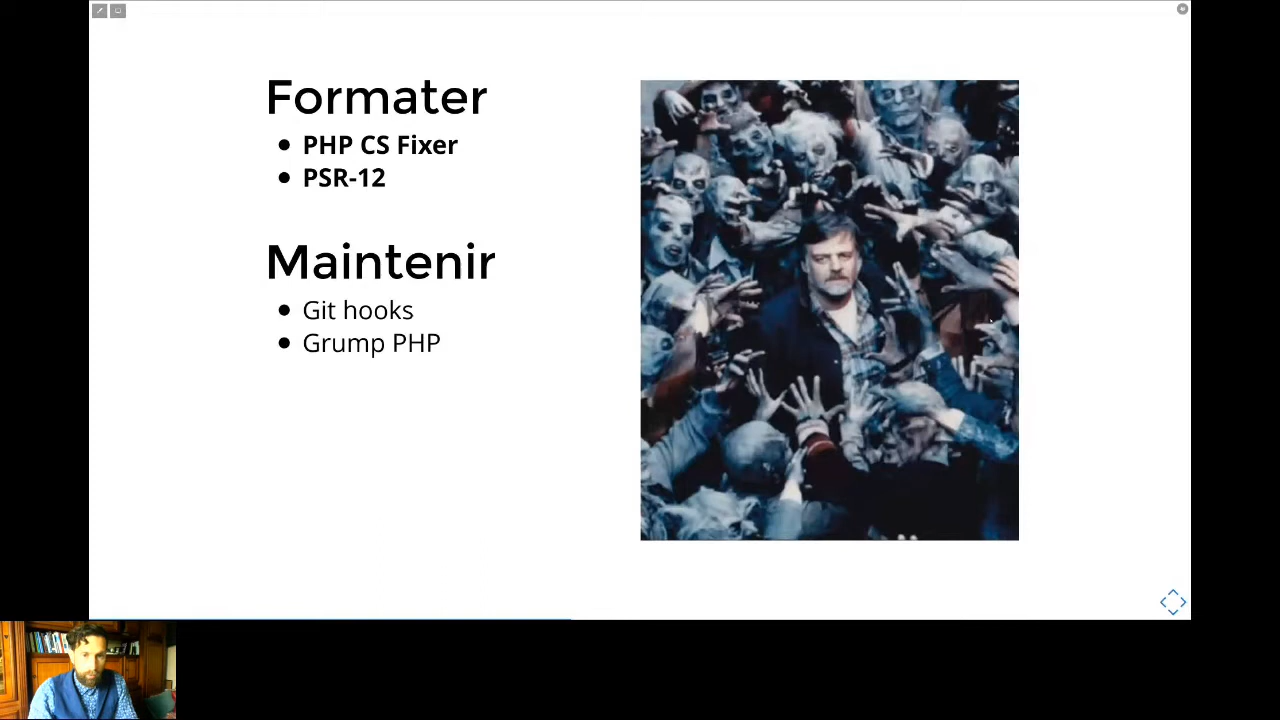 Formater
PHP CS Fixer
PSR-12
Maintenir
Git hooks
Grump PHP